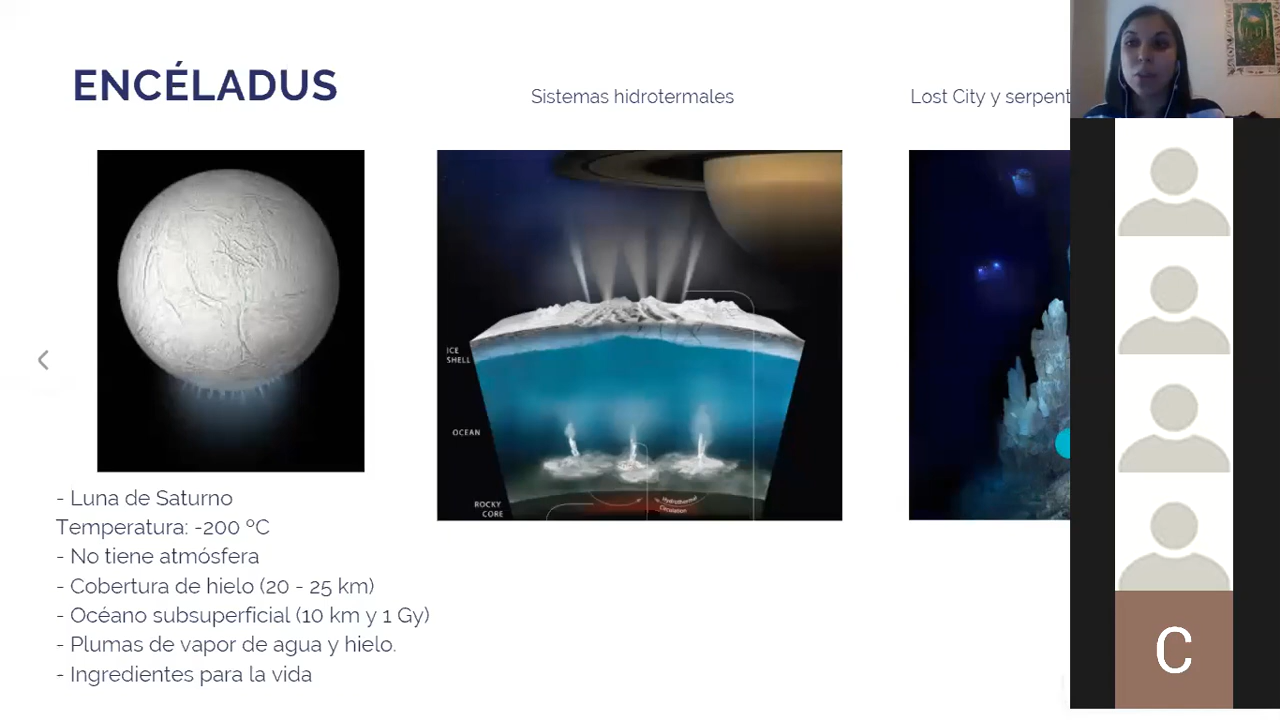 ENCÉLADUS
Sistemas hidrotermales
Lost City y serpent
ICE
SHELL
OCEAN
ROCKY
CORE
Hydrothermal
Circulation
- Luna de Saturno
Temperatura: -200 ºC
- No tiene atmósfera
- Cobertura de hielo (20 - 25 km)
- Océano subsuperficial (10 km y 1 Gy)
- Plumas de vapor de agua y hielo.
- Ingredientes para la vida
C